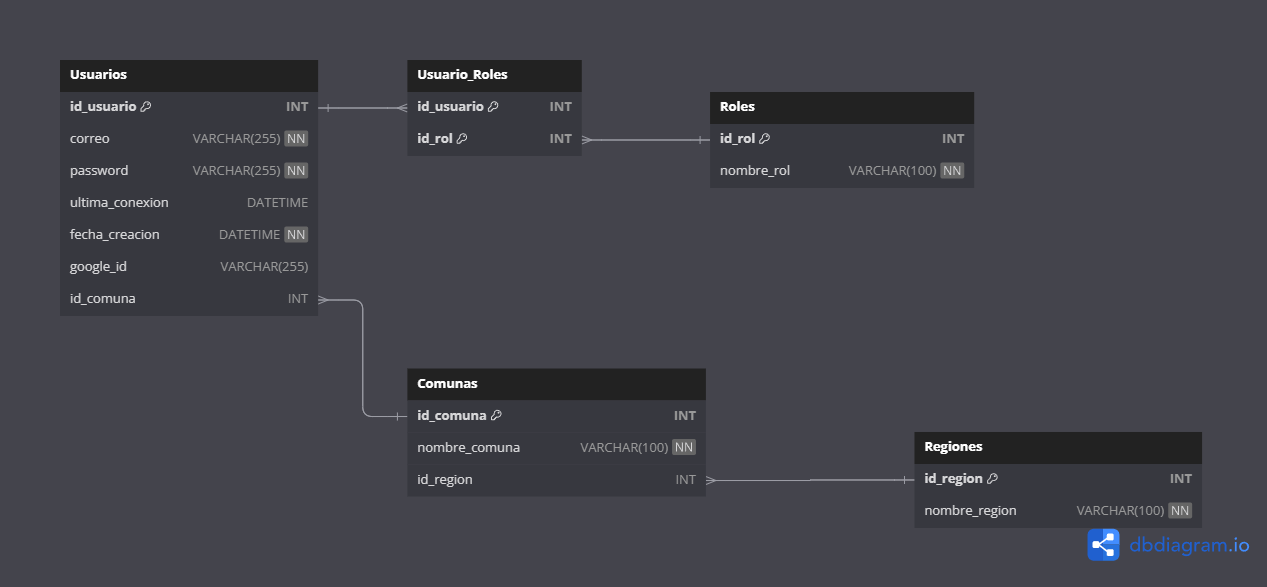 Usuarios
id_usuario INT
correo VARCHAR(255) NN
password VARCHAR(255) NN
ultima_conexion DATETIME
fecha_creacion DATETIME NN
google_id VARCHAR(255)
id_comuna INT
Usuario_Roles
id_usuario INT
id_rol INT
Roles
id_rol INT
nombre_rol VARCHAR(100) NN
Comunas
id_comuna INT
nombre_comuna VARCHAR(100) NN
id_region INT
Regiones
id_region INT
nombre_region VARCHAR(100) NN
dbdiagram.io